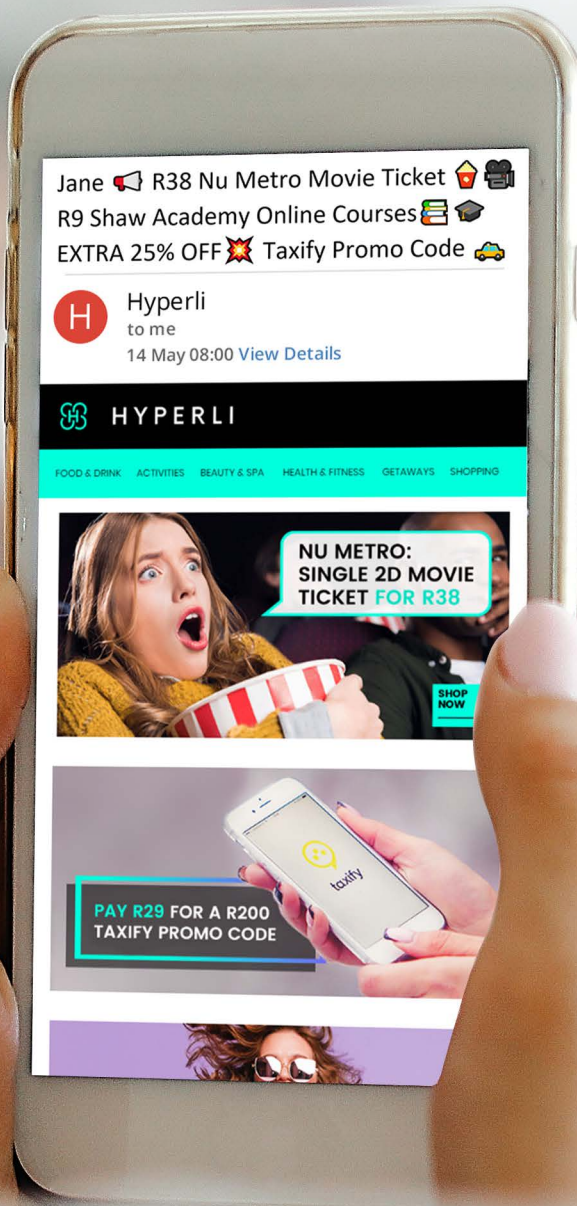 Jane 📢 R38 Nu Metro Movie Ticket 🍿🎥
R9 Shaw Academy Online Courses📚 🎓
EXTRA 25% OFF💥 Taxify Promo Code 🚕
H
Hyperli
to me
14 May 08:00 View Details
HYPERLI
FOOD & DRINK ACTIVITIES BEAUTY & SPA HEALTH & FITNESS GETAWAYS SHOPPING
NU METRO:
SINGLE 2D MOVIE
TICKET FOR R38
SHOP
NOW
taxify
PAY R29 FOR A R200
TAXIFY PROMO CODE